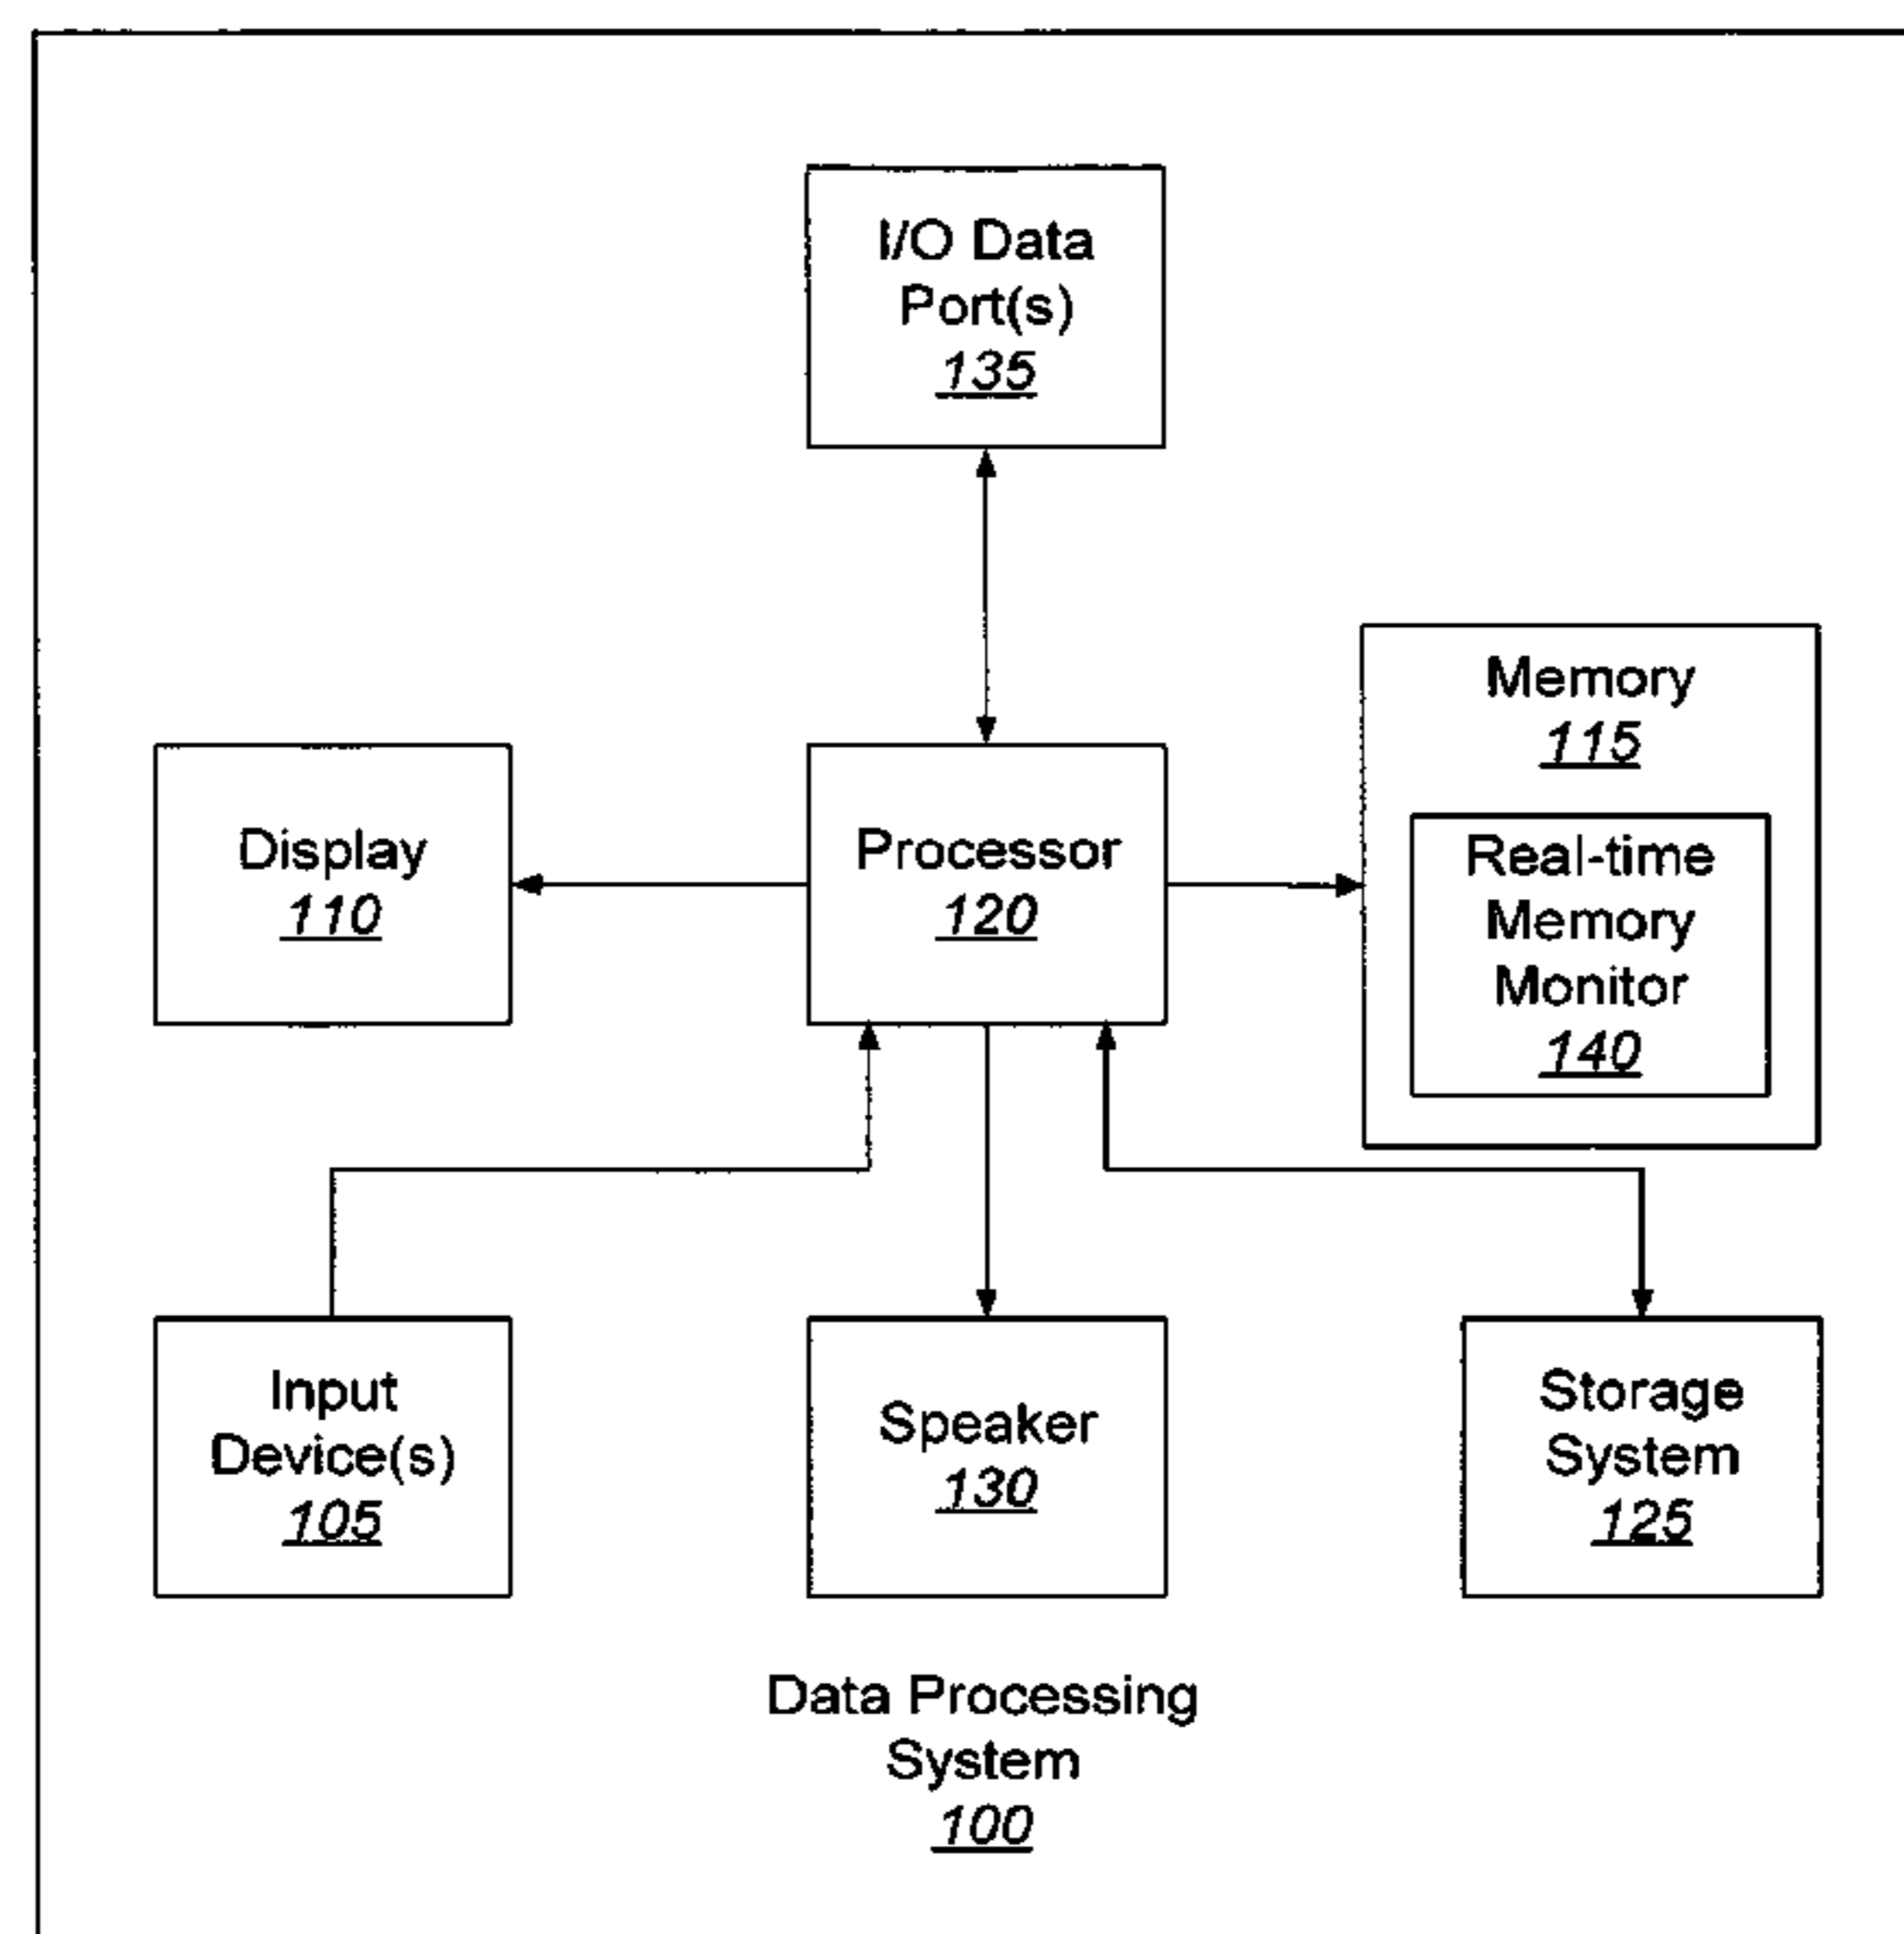 I/O Data
Port(s)
135
Memory
115
Real-time
Memory
Monitor
140
Display
110
Processor
120
Input
Device(s)
105
Speaker
130
Storage
System
125
Data Processing
System
100